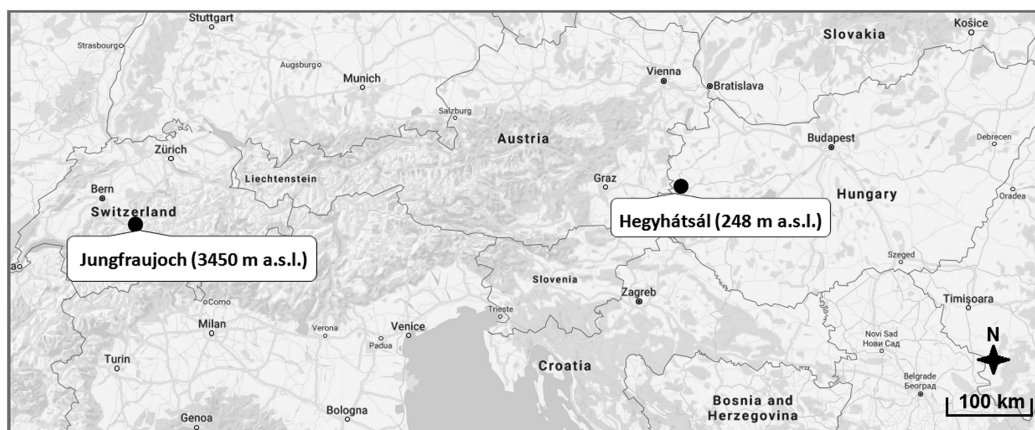 Stuttgart
Slovakia
Košice
Strasbourg
Augsburg
Munich
Vienna
Bratislava
Salzburg
Austria
Budapest
Debrecen
Zürich
Liechtenstein
Graz
Bern
Switzerland
Hungary
Oradea
Hegyhátsál (248 m a.s.l.)
Jungfraujoch (3450 m a.s.l.)
Szeged
Slovenia
Zagreb
Timișoara
Como
Milan
Verona
Padua
Venice
Trieste
Novi Sad
Нови Сад
N
Turin
Croatia
Belgrade
Београд
Bosnia and
Herzegovina
100 km
Genoa
Bologna